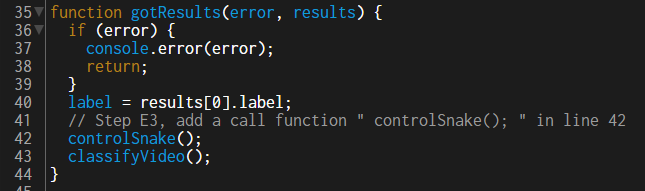 35 function gotResults(error, results) {
36   if (error) {
37     console.error(error);
38     return;
39   }
40   label = results[0].label;
41   // Step E3, add a call function " controlSnake(); " in line 42
42   controlSnake();
43   classifyVideo();
44 }